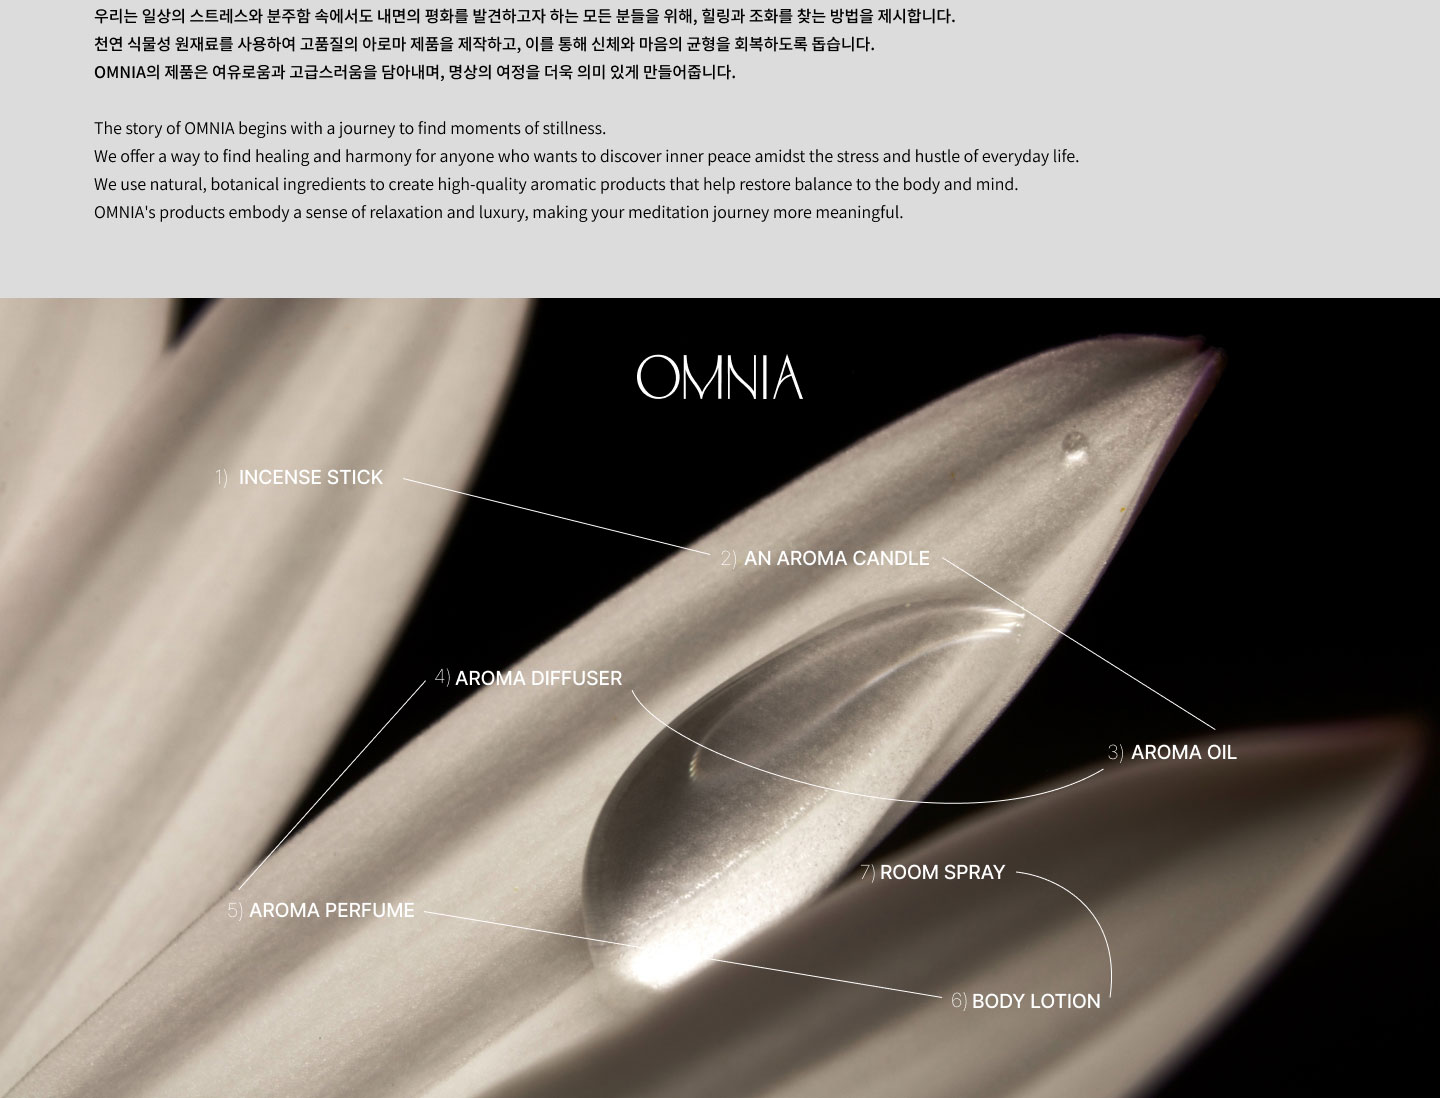 우리는 일상의 스트레스와 분주함 속에서도 내면의 평화를 발견하고자 하는 모든 분들을 위해, 힐링과 조화를 찾는 방법을 제시합니다.
천연 식물성 원재료를 사용하여 고품질의 아로마 제품을 제작하고, 이를 통해 신체와 마음의 균형을 회복하도록 돕습니다.
OMNIA의 제품은 여유로움과 고급스러움을 담아내며, 명상의 여정을 더욱 의미 있게 만들어줍니다.
The story of OMNIA begins with a journey to find moments of stillness.
We offer a way to find healing and harmony for anyone who wants to discover inner peace amidst the stress and hustle of everyday life.
We use natural, botanical ingredients to create high-quality aromatic products that help restore balance to the body and mind.
OMNIA's products embody a sense of relaxation and luxury, making your meditation journey more meaningful.
OMNIA
1) INCENSE STICK
2) AN AROMA CANDLE
4) AROMA DIFFUSER
3) AROMA OIL
7) ROOM SPRAY
5) AROMA PERFUME
6) BODY LOTION